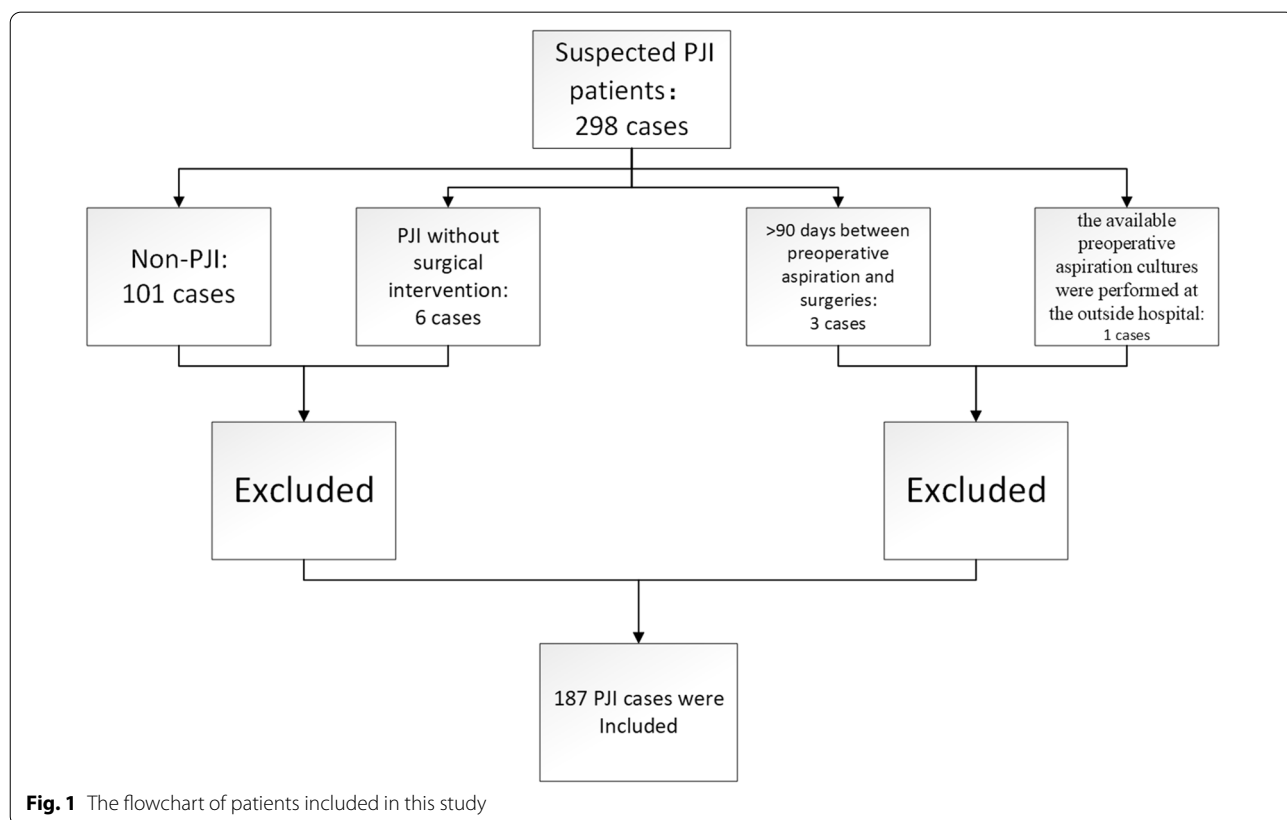 Suspected PJI
patients：
298 cases
Non-PJI:
101 cases
PJI without
surgical
intervention:
6 cases
>90 days between
preoperative
aspiration and
surgeries:
3 cases
the available
preoperative
aspiration cultures
were performed at
the outside hospital:
1 cases
Excluded
Excluded
187 PJI cases were
Included
Fig. 1 The flowchart of patients included in this study